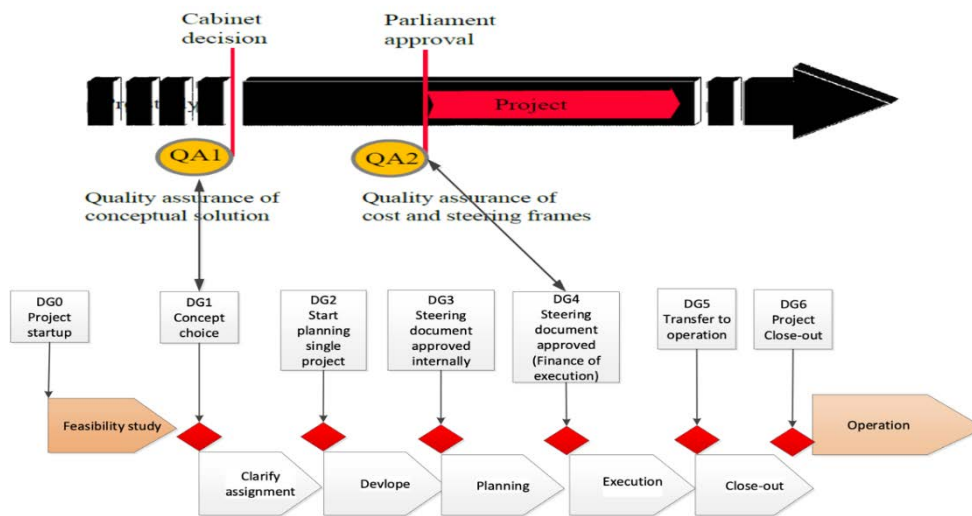 Cabinet
decision
Parliament
approval
Project
QA1
QA2
Quality assurance of
conceptual solution
Quality assurance of
cost and steering frames
DG0
Project
startup
DG1
Concept
choice
DG2
Start
planning
single
project
DG3
Steering
document
approved
internally
DG4
Steering
document
approved
(Finance of
execution)
DG5
Transfer to
operation
DG6
Project
Close-out
Feasibility study
Operation
Clarify
assignment
Devlope
Planning
Execution
Close-out